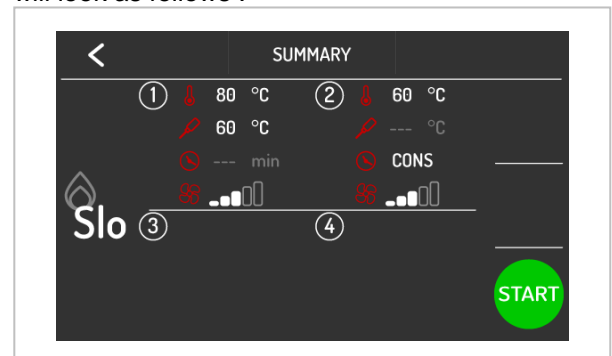 will look as follows :
SUMMARY
1 80 °C 2 60 °C
60 °C --- °C
--- min CONS
Slo 3 4
START